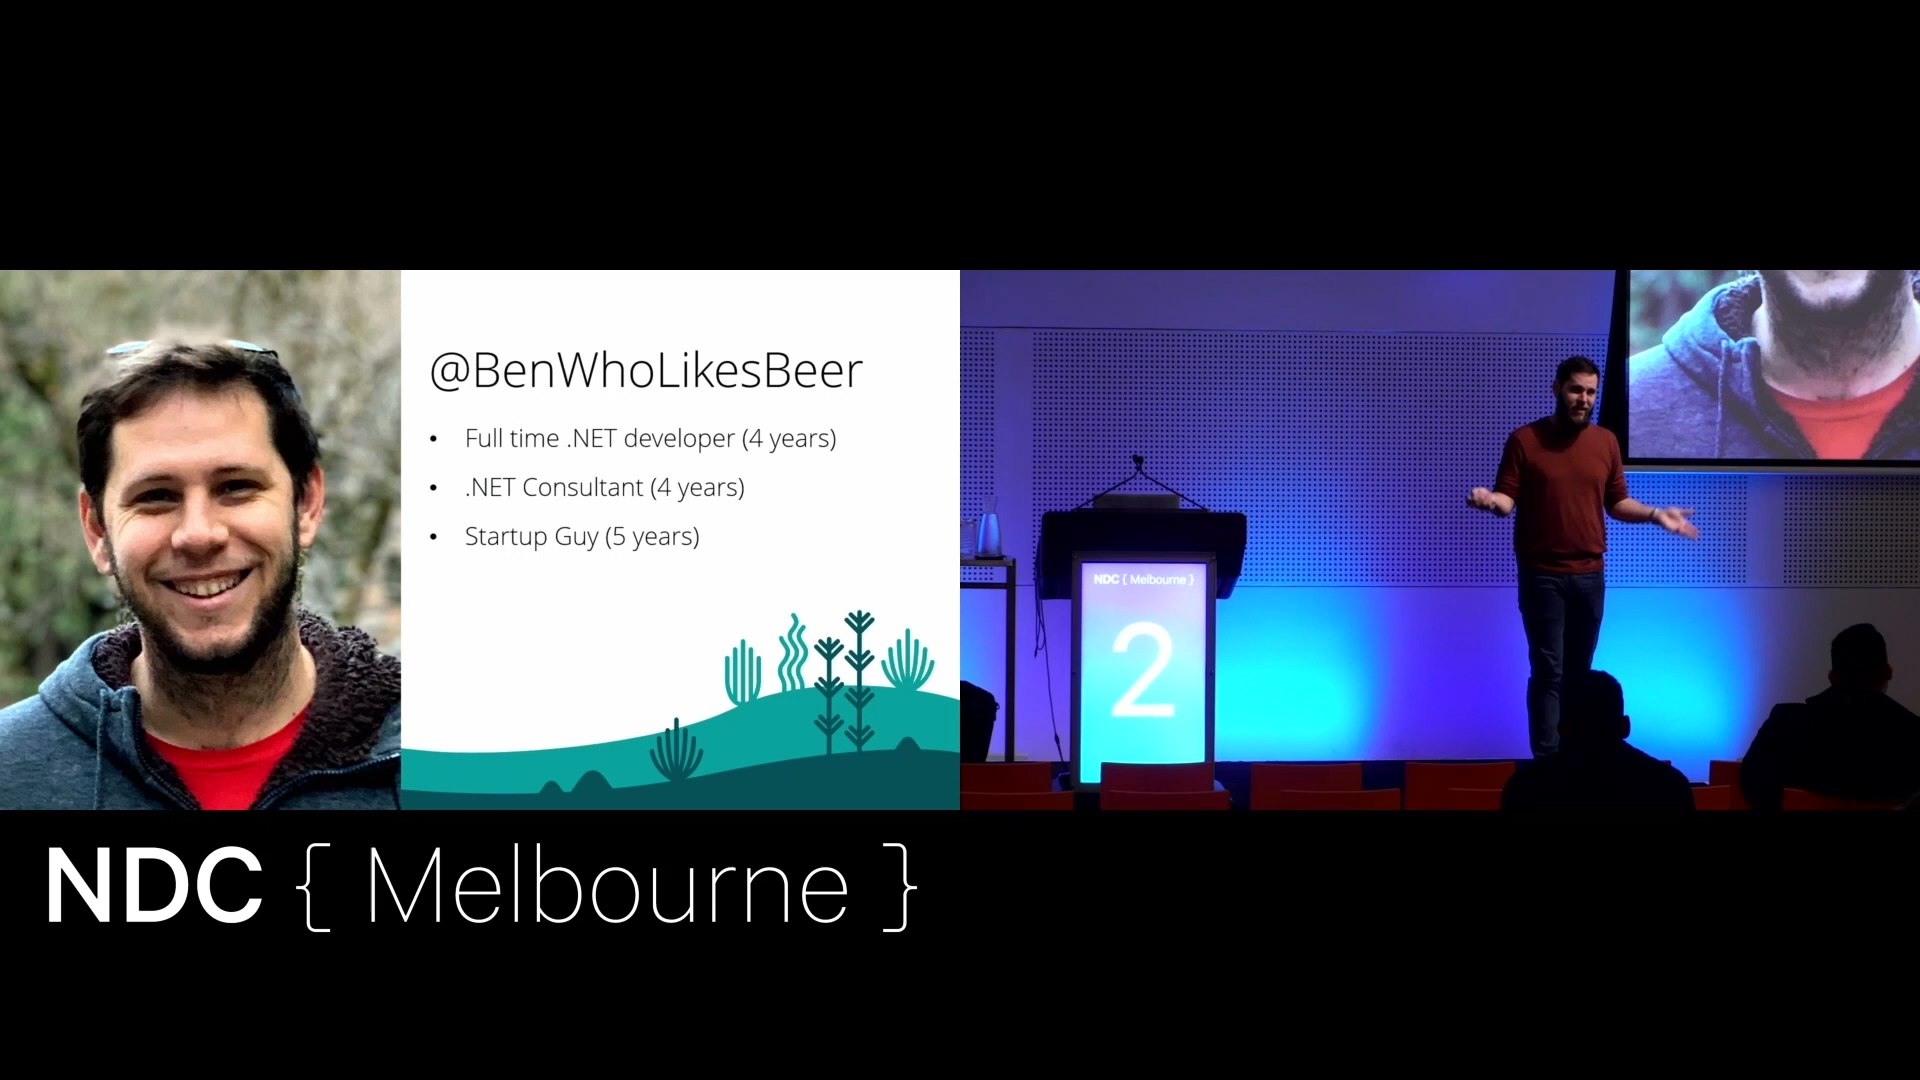 @BenWhoLikesBeer
• Full time .NET developer (4 years)
• .NET Consultant (4 years)
• Startup Guy (5 years)
NDC { Melbourne }
2
NDC { Melbourne }